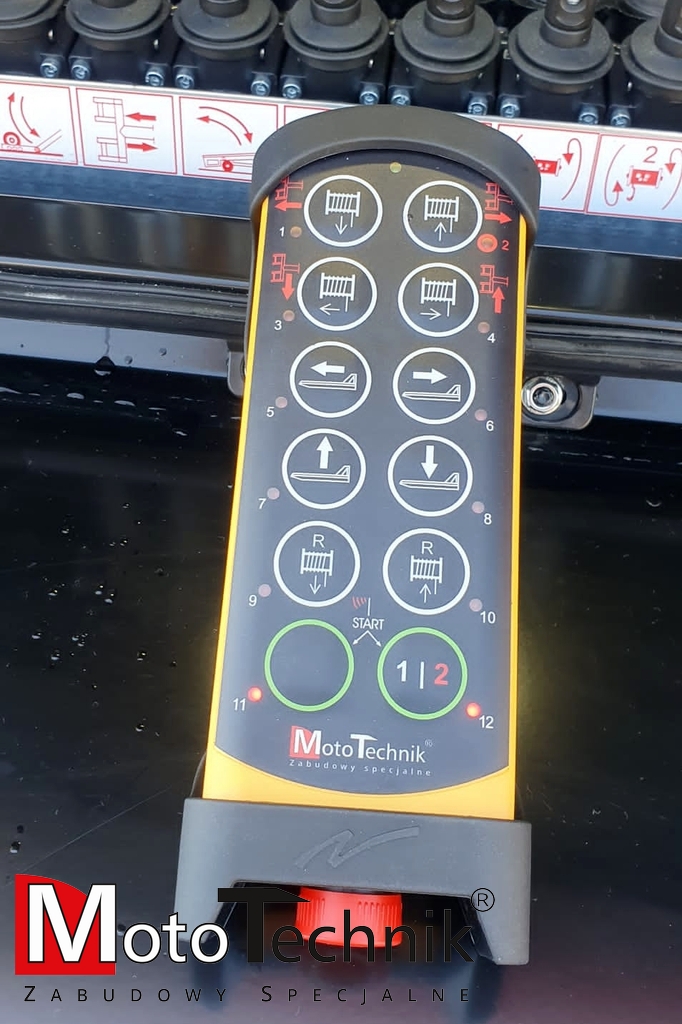 2
1
2
3
4
5
6
7
8
R
R
9
10
START
1 | 2
11
12
MotoTechnik®
Zabudowy specjalne
MotoTechnik®
ZABUDOWY SPECJALNE